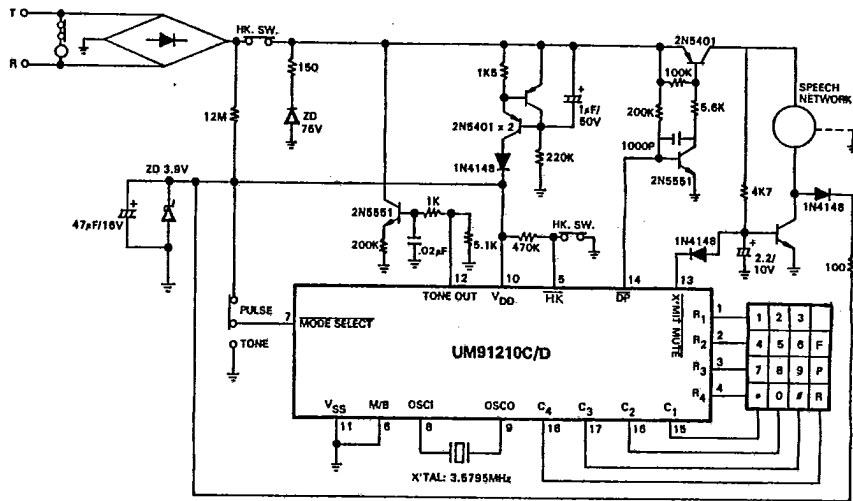 T
R
HK. SW.
15Ω
ZD
75V
12M
ZD 3.9V
47μF/16V
1K5
2N5401 x 2
1N4148
220K
1μF/
50V
2N5401
100K
200K
5.6K
1000P
2N5551
SPEECH
NETWORK
4K7
1N4148
1N4148
2.2/
10V
100
2N5551
1K
200K
.02μF
5.1K
470K
HK. SW.
PULSE
TONE
12
TONE OUT
10
VDD
5
HK
14
DP
13
X'MIT MUTE
7
MODE SELECT
UM91210C/D
R1 1
R2 2
R3 3
R4 4
1 2 3
4 5 6 F
7 8 9 P
* 0 # R
VSS
11
M/B
6
OSCI
8
OSCO
9
C4
18
C3
17
C2
16
C1
15
X'TAL: 3.5795MHz